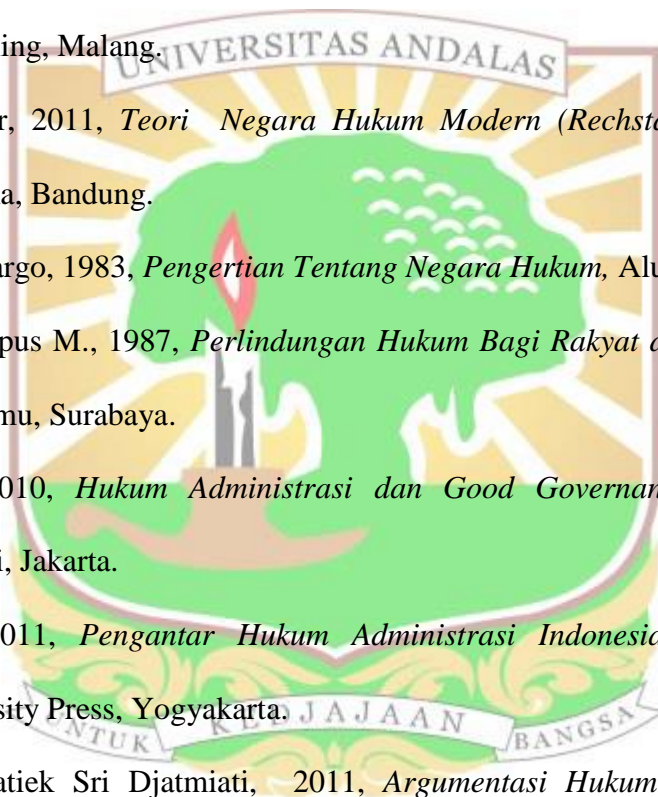 ing, Malang.
UNIVERSITAS ANDALAS
r, 2011, Teori Negara Hukum Modern (Rechsta
a, Bandung.
argo, 1983, Pengertian Tentang Negara Hukum, Alu
pus M., 1987, Perlindungan Hukum Bagi Rakyat d
mu, Surabaya.
010, Hukum Administrasi dan Good Governan
i, Jakarta.
011, Pengantar Hukum Administrasi Indonesia
sity Press, Yogyakarta.
UNTUK KEDJAJAAN BANGSA
atiek Sri Djatmiati, 2011, Argumentasi Hukum